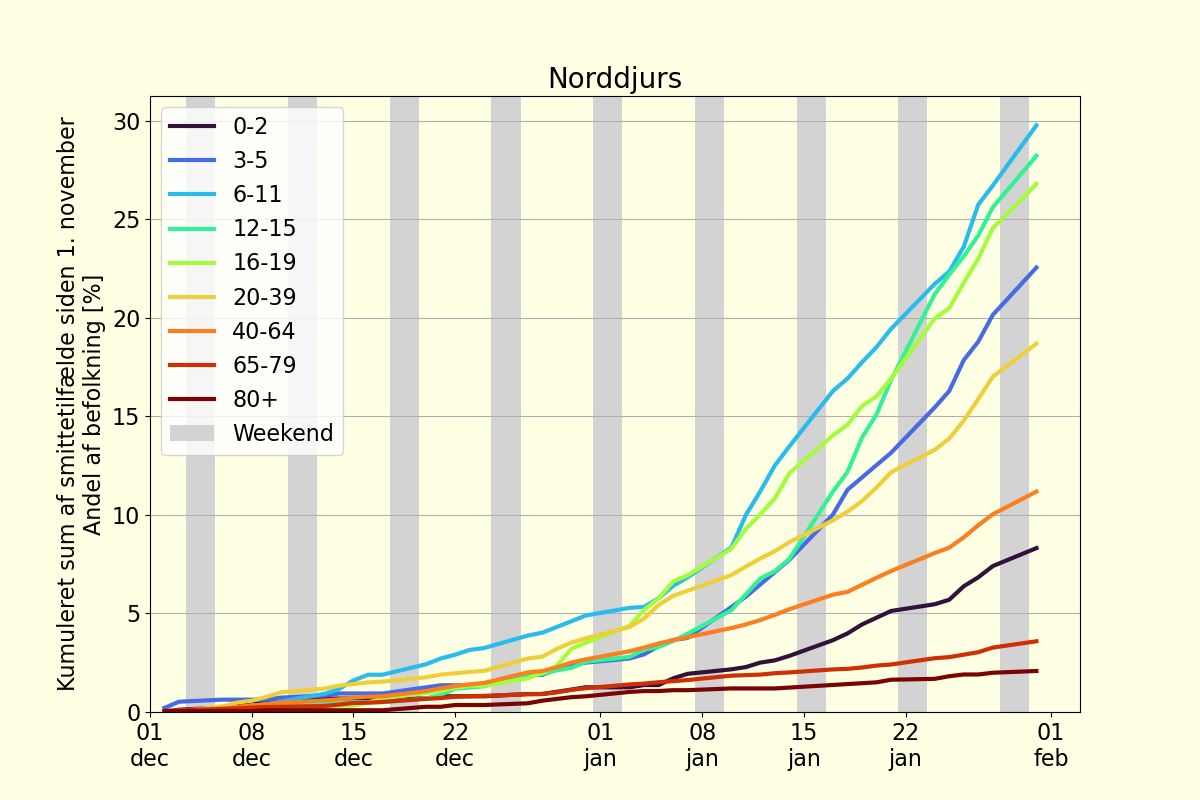 Norddjurs
Kumuleret sum af smittetilfælde siden 1. november
Andel af befolkning [%]
30
25
20
15
10
5
0
0-2
3-5
6-11
12-15
16-19
20-39
40-64
65-79
80+
Weekend
01 08 15 22 01 08 15 22 01
dec dec dec dec jan jan jan jan feb